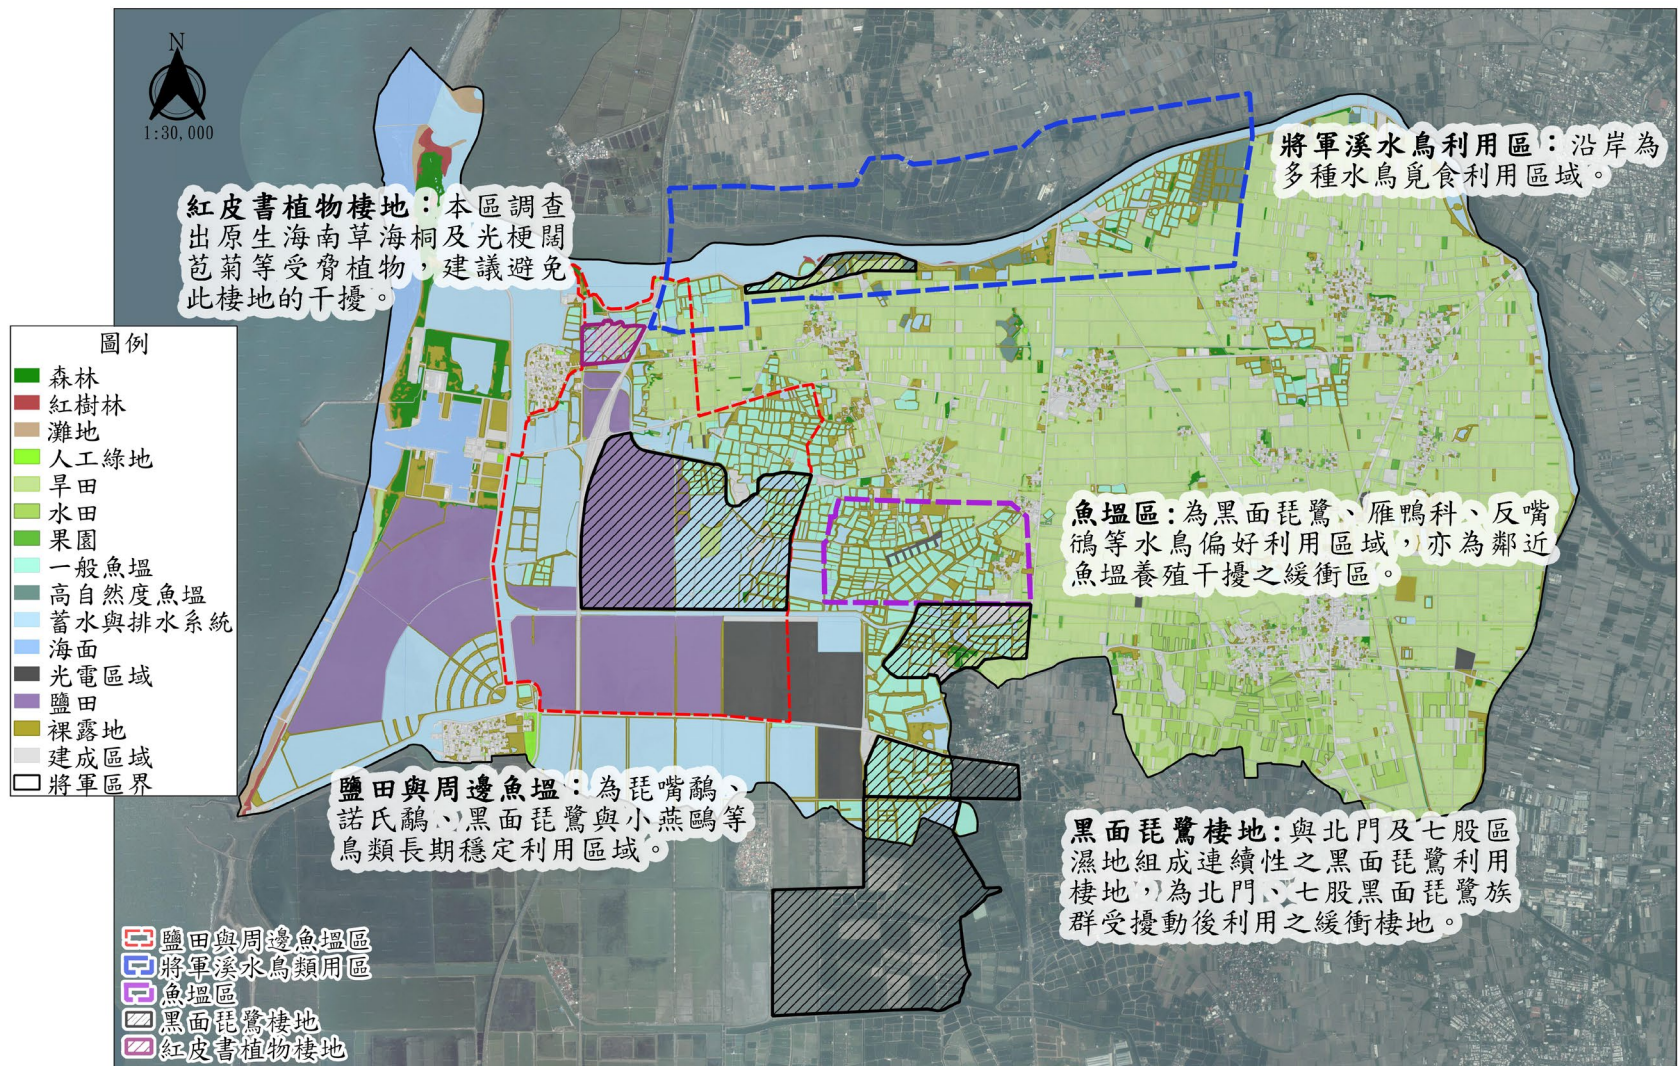 N
1:30,000
將軍溪水鳥利用區：沿岸為
多種水鳥覓食利用區域。
紅皮書植物棲地：本區調查
出原生海南草海桐及光梗闊
苞菊等受脅植物，建議避免
此棲地的干擾。
圖例
森林
紅樹林
灘地
人工綠地
旱田
水田
果園
一般魚塭
高自然度魚塭
蓄水與排水系統
海面
光電區域
鹽田
裸露地
建成區域
將軍區界
魚塭區：為黑面琵鷺、雁鴨科、反嘴
鴴等水鳥偏好利用區域，亦為鄰近
魚塭養殖干擾之緩衝區。
鹽田與周邊魚塭：為琵嘴鷸、
諾氏鷸、黑面琵鷺與小燕鷗等
鳥類長期穩定利用區域。
黑面琵鷺棲地：與北門及七股區
濕地組成連續性之黑面琵鷺利用
棲地，為北門、七股黑面琵鷺族
群受擾動後利用之緩衝棲地。
鹽田與周邊魚塭區
將軍溪水鳥類用區
魚塭區
黑面琵鷺棲地
紅皮書植物棲地